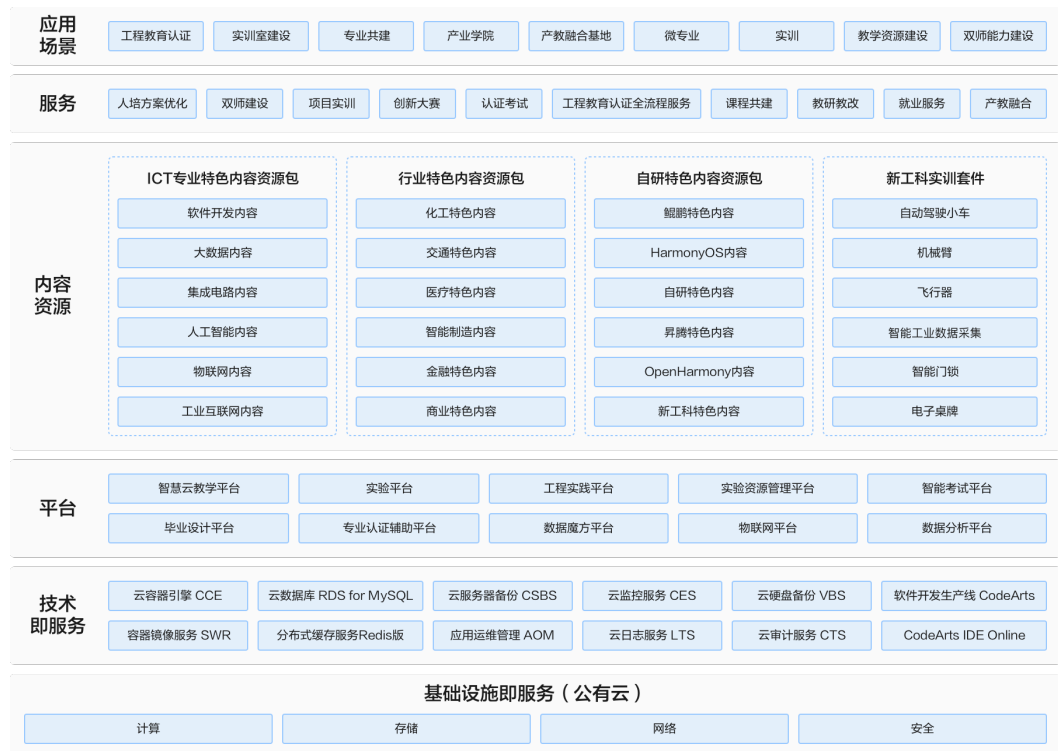 应用
场景
工程教育认证 实训室建设 专业共建 产业学院 产教融合基地 微专业 实训 教学资源建设 双师能力建设
服务
人培方案优化 双师建设 项目实训 创新大赛 认证考试 工程教育认证全流程服务 课程共建 教研教改 就业服务 产教融合
内容
资源
ICT专业特色内容资源包
软件开发内容
大数据内容
集成电路内容
人工智能内容
物联网内容
工业互联网内容
行业特色内容资源包
化工特色内容
交通特色内容
医疗特色内容
智能制造内容
金融特色内容
商业特色内容
自研特色内容资源包
鲲鹏特色内容
HarmonyOS内容
自研特色内容
昇腾特色内容
OpenHarmony内容
新工科特色内容
新工科实训套件
自动驾驶小车
机械臂
飞行器
智能工业数据采集
智能门锁
电子桌牌
平台
智慧云教学平台 实验平台 工程实践平台 实验资源管理平台 智能考试平台
毕业设计平台 专业认证辅助平台 数据魔方平台 物联网平台 数据分析平台
技术
即服务
云容器引擎 CCE 云数据库 RDS for MySQL 云服务器备份 CSBS 云监控服务 CES 云硬盘备份 VBS 软件开发生产线 CodeArts
容器镜像服务 SWR 分布式缓存服务Redis版 应用运维管理 AOM 云日志服务 LTS 云审计服务 CTS CodeArts IDE Online
基础设施即服务（公有云）
计算 存储 网络 安全